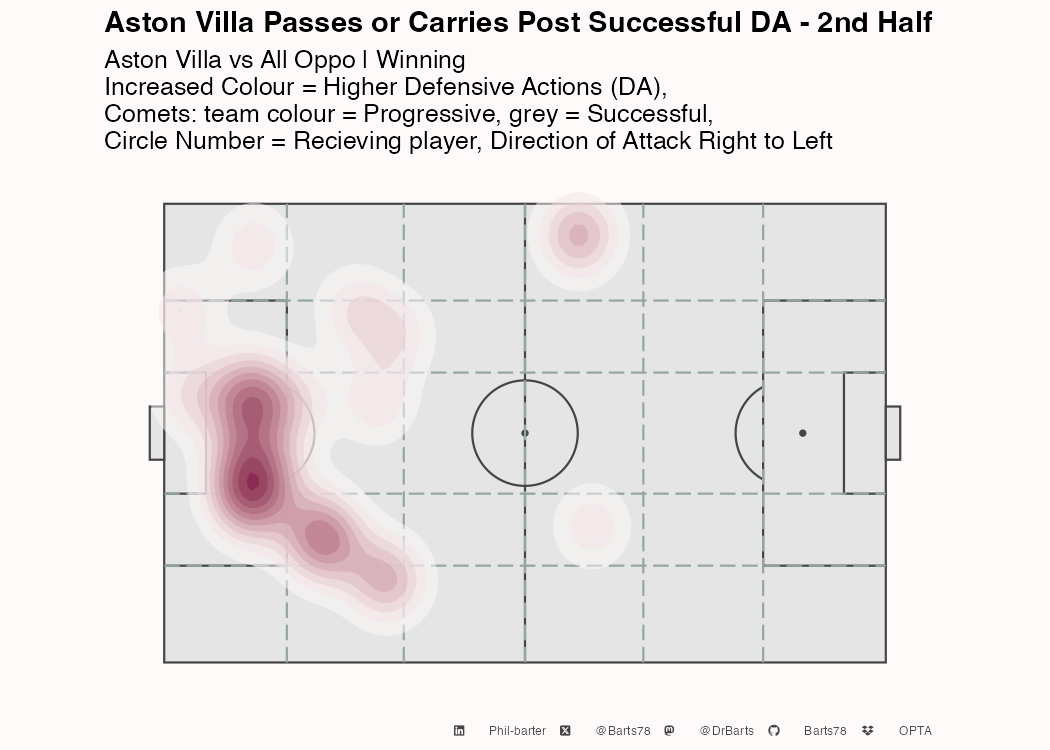 Aston Villa Passes or Carries Post Successful DA - 2nd Half
Aston Villa vs All Oppo | Winning
Increased Colour = Higher Defensive Actions (DA),
Comets: team colour = Progressive, grey = Successful,
Circle Number = Recieving player, Direction of Attack Right to Left
Phil-barter @Barts78 @DrBarts Barts78 OPTA